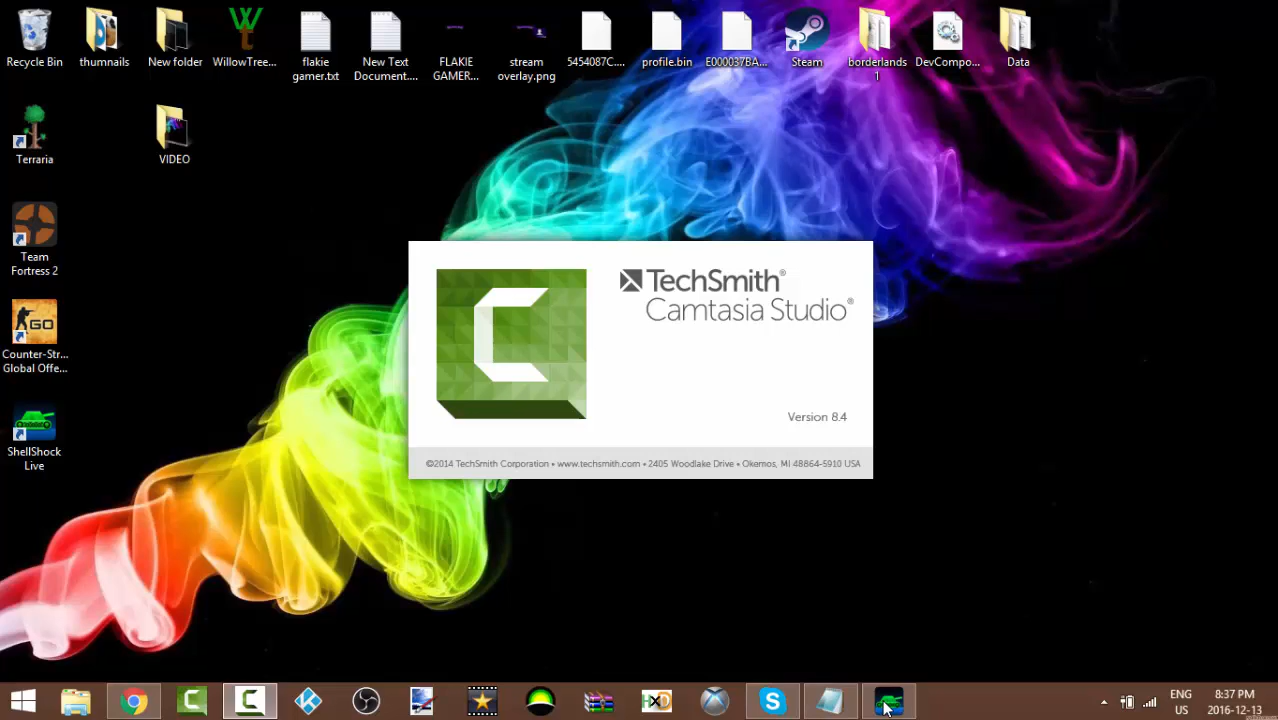 Recycle Bin
thumnails
New folder
WillowTree...
flakie
gamer.txt
New Text
Document....
FLAKIE
GAMER...
stream
overlay.png
5454087C....
profile.bin
E000037BA...
Steam
borderlands
1
DevCompo...
Data
Terraria
VIDEO
Team
Fortress 2
GO
Counter-Str...
Global Offe...
ShellShock
Live
TechSmith®
Camtasia Studio®
Version 8.4
©2014 TechSmith Corporation • www.techsmith.com • 2405 Woodlake Drive • Okemos, MI 48864-5910 USA
HXD
ENG
US
8:37 PM
2016-12-13